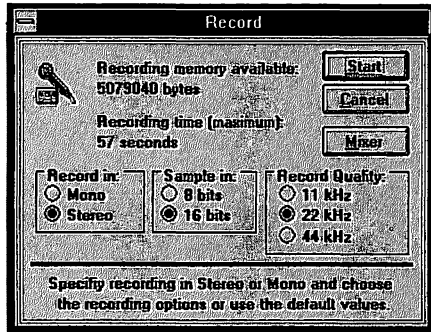 Record
Recording memory available:
5079040 bytes
Recording time (maximum):
57 seconds
Start
Cancel
Mixer
Record in:
Mono
Stereo
Sample in:
8 bits
16 bits
Record Quality:
11 kHz
22 kHz
44 kHz
Specify recording in Stereo or Mono and choose
the recording options or use the default values.